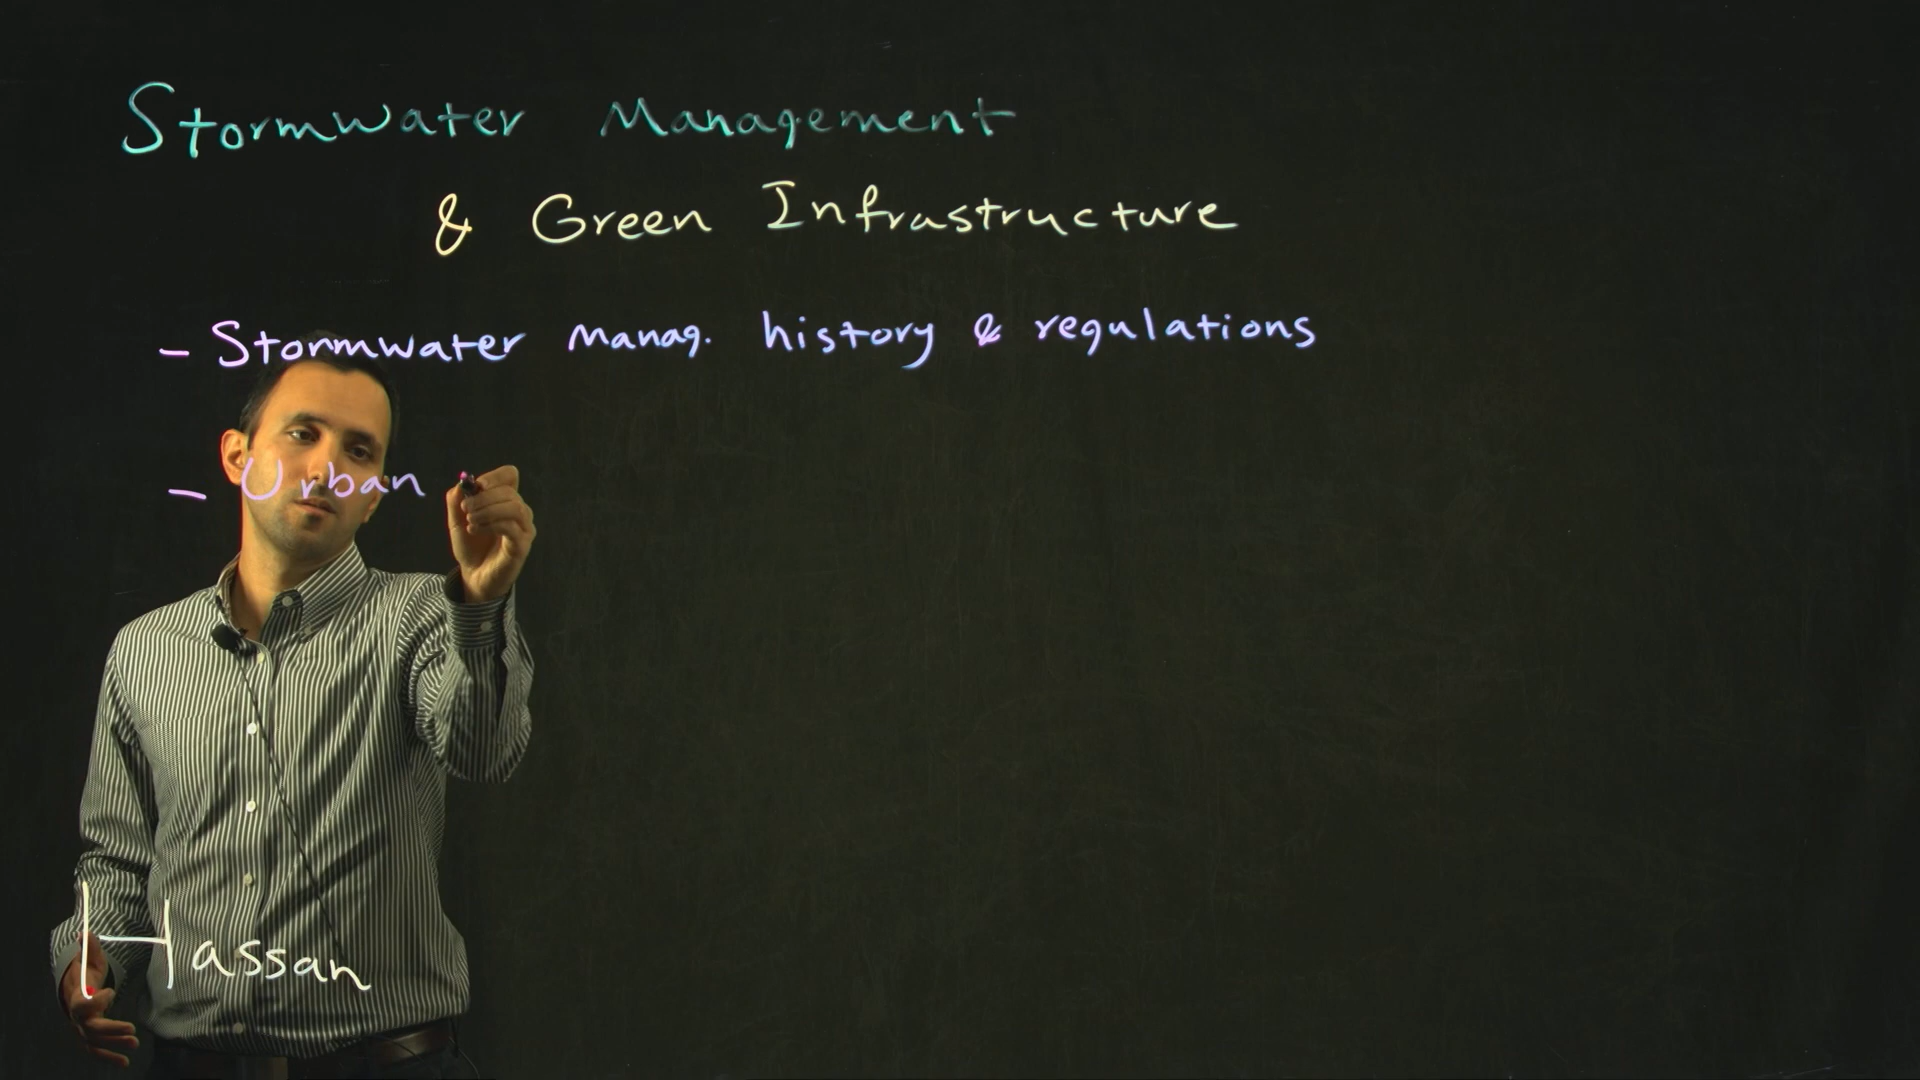 Stormwater Management
& Green Infrastructure
- Stormwater manag. history & regulations
- Urban
Hassan